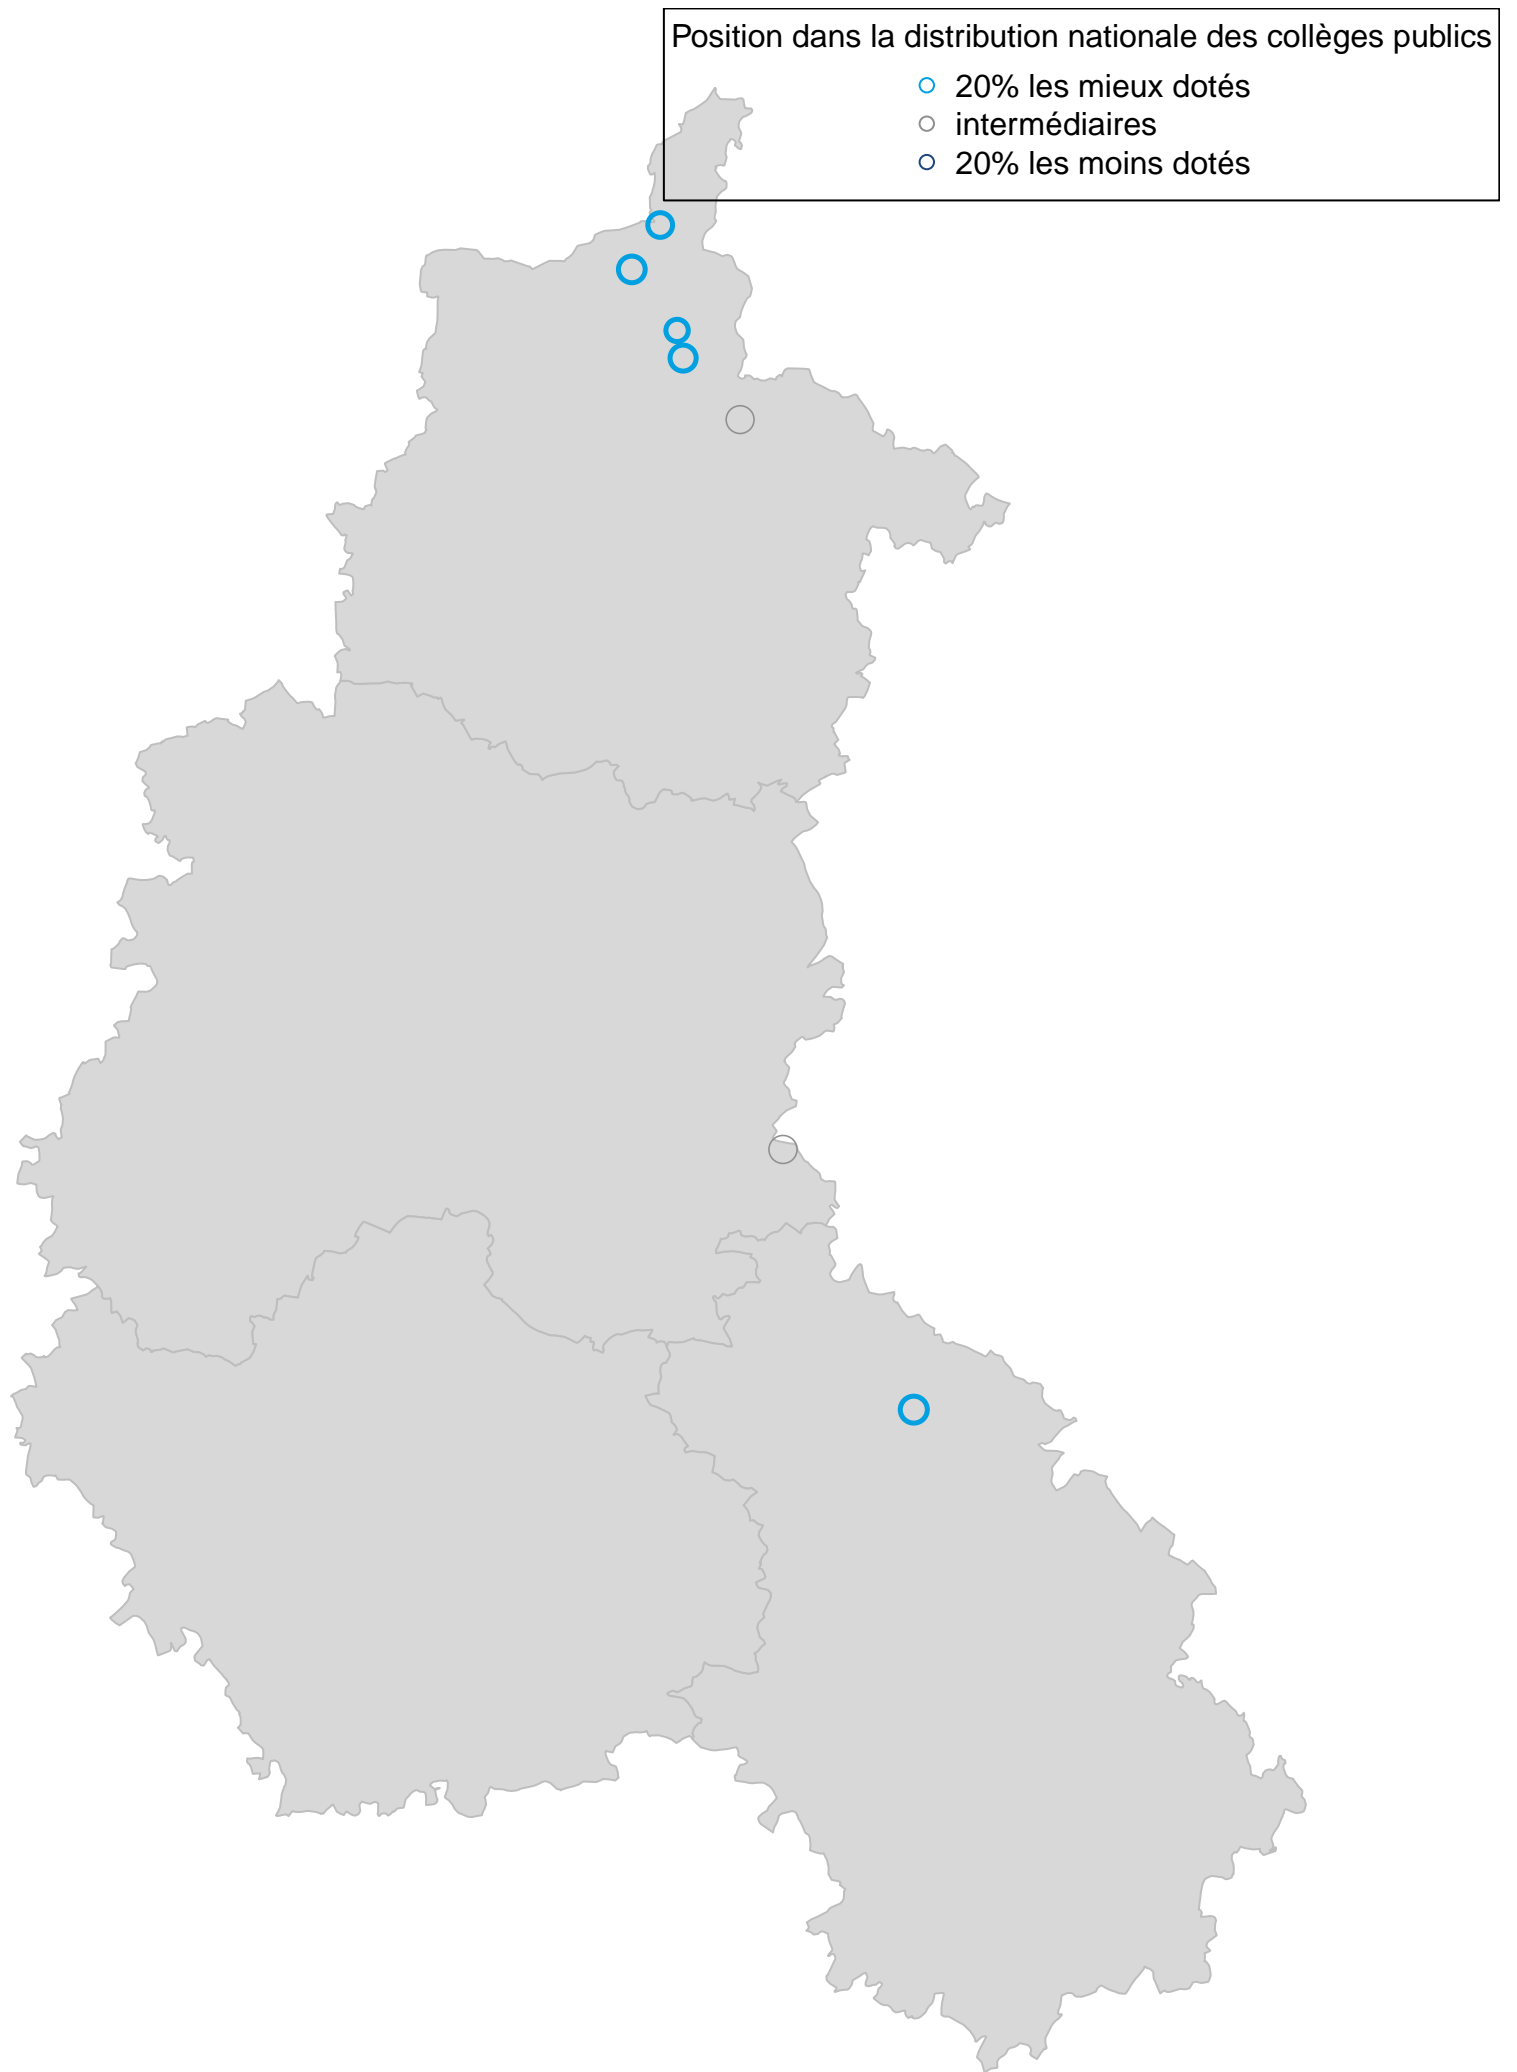 Position dans la distribution nationale des collèges publics
20% les mieux dotés
intermédiaires
20% les moins dotés